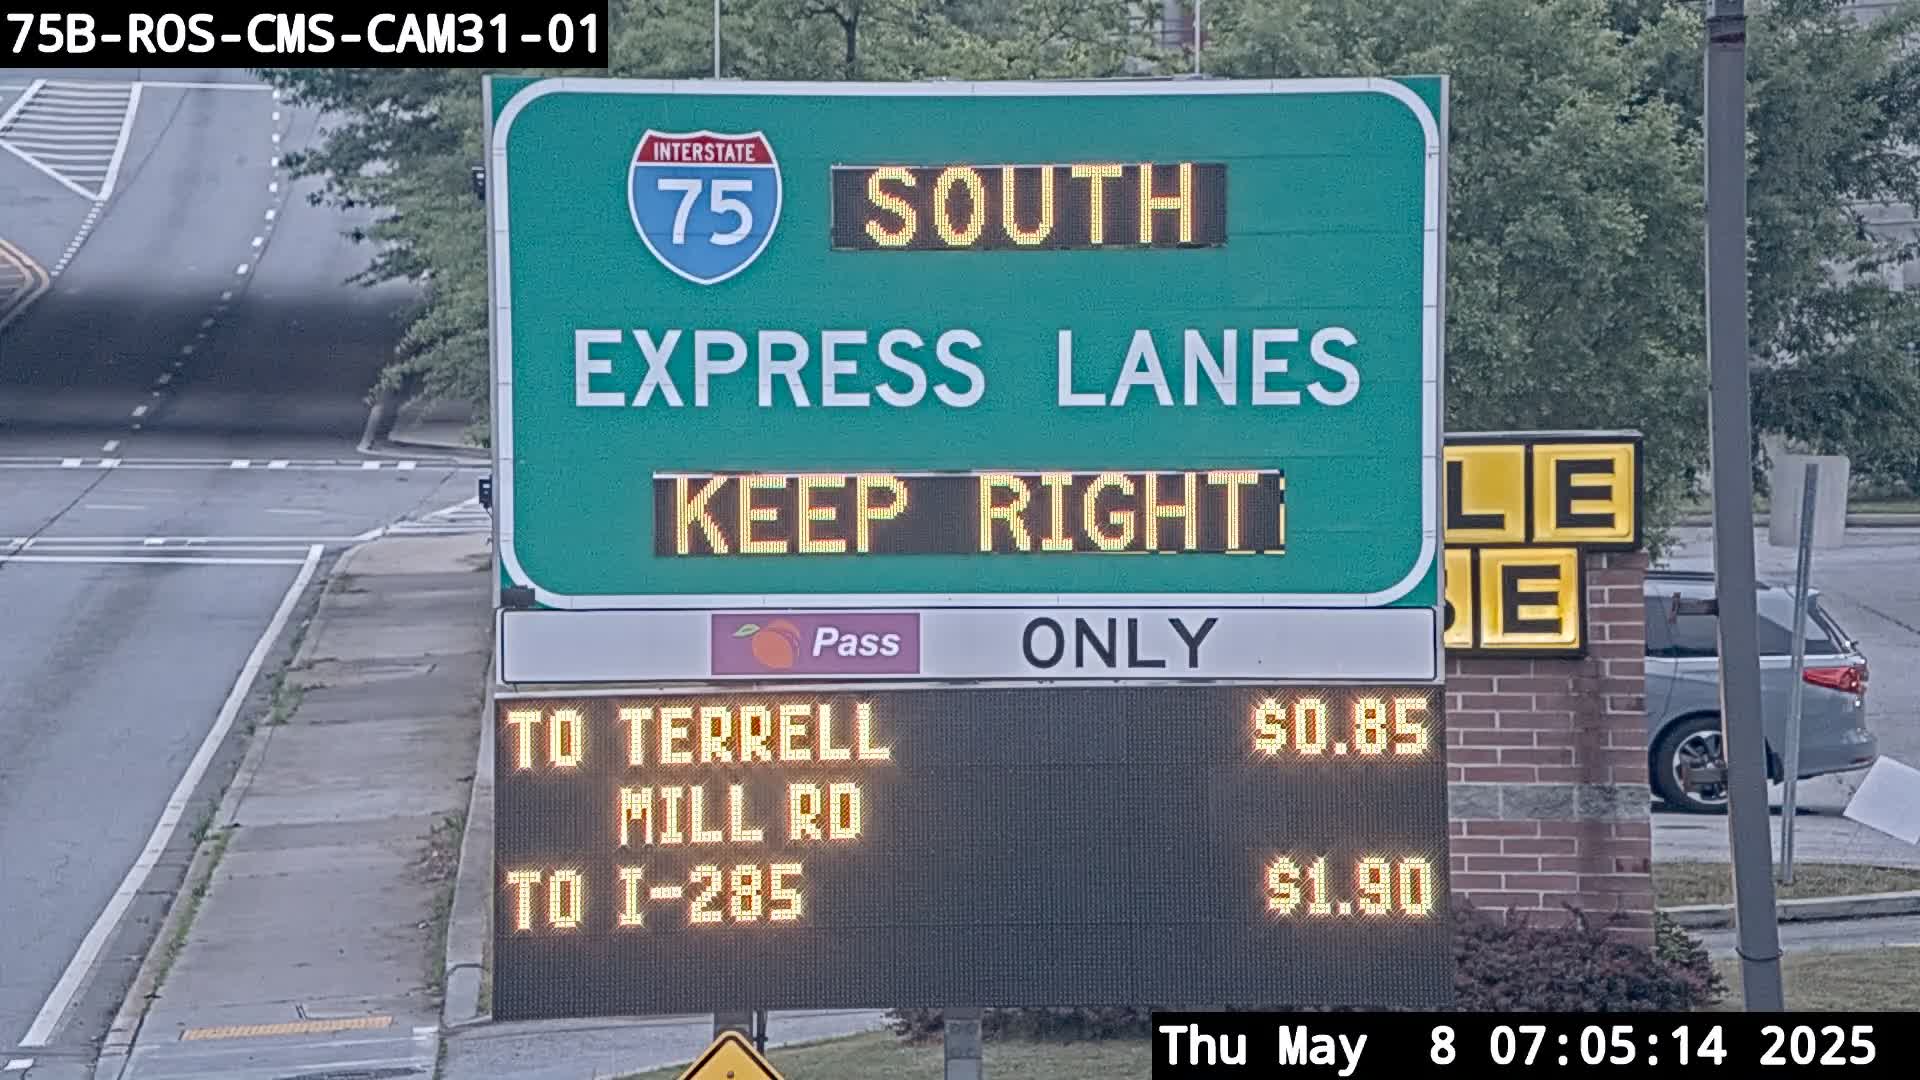 75B-ROS-CMS-CAM31-01
INTERSTATE
75
SOUTH
EXPRESS LANES
KEEP RIGHT
Pass ONLY
TO TERRELL $0.85
MILL RD
TO I-285 $1.90
LE
E
Thu May 8 07:05:14 2025